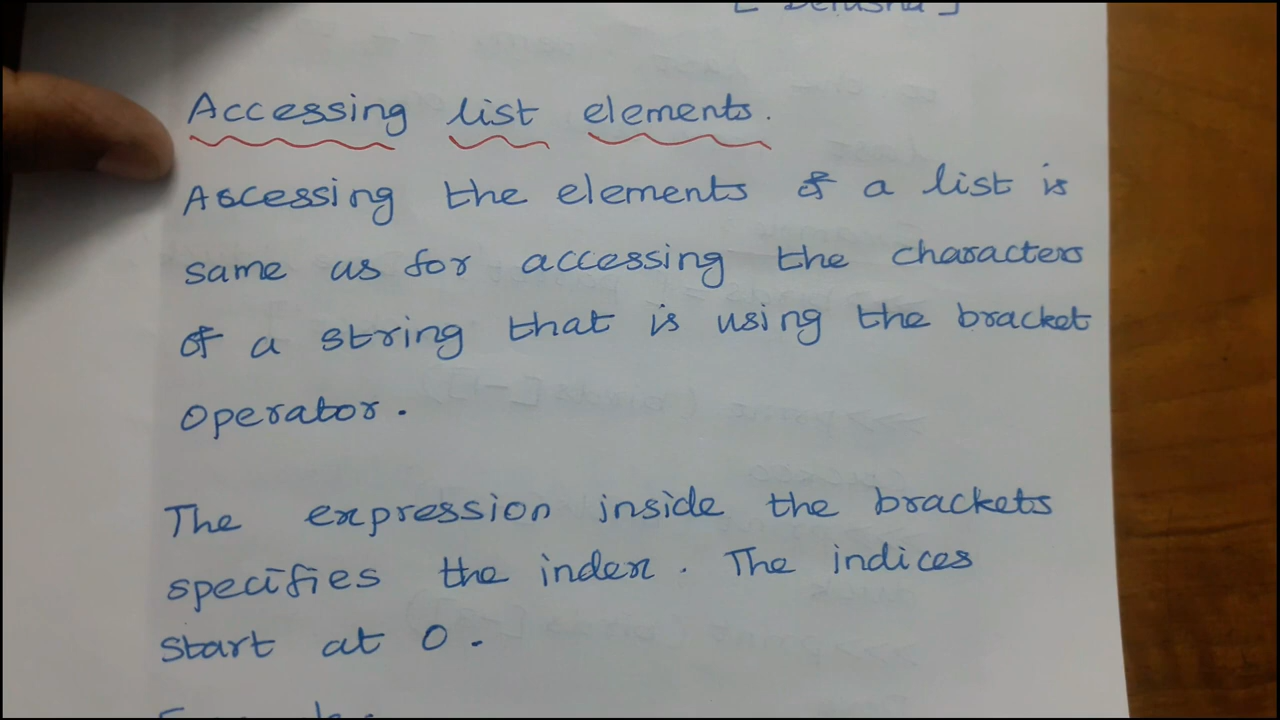 Accessing list elements.
Ascessing the elements of a list is
same as for accessing the characters
of a string that is using the bracket
operator.
The expression inside the brackets
specifies the index. The indices
start at 0.